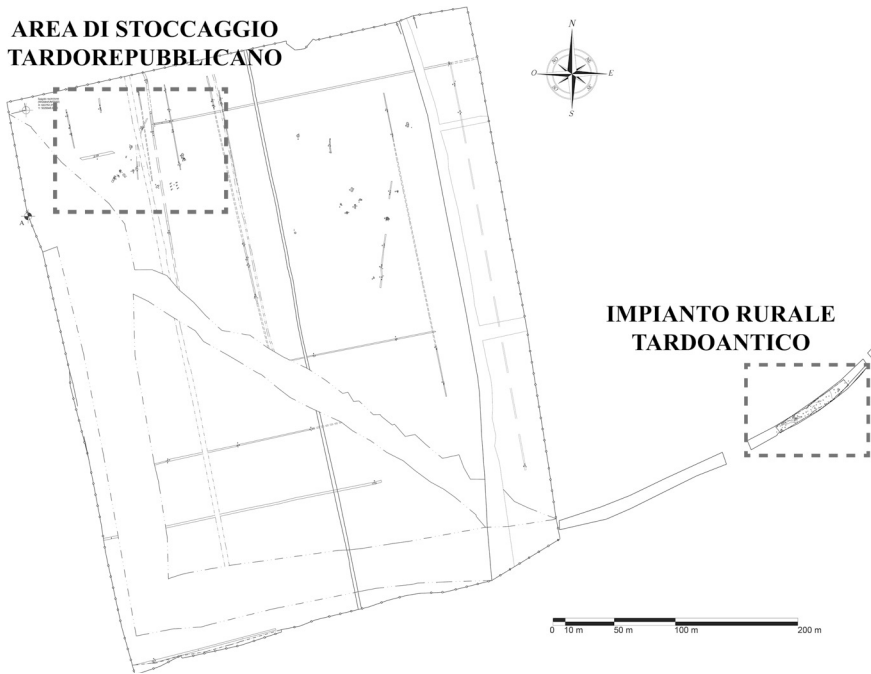 AREA DI STOCCAGGIO
TARDOREPUBBLICANO
N
O
E
S
A
IMPIANTO RURALE
TARDOANTICO
0 10 m 50 m 100 m 200 m